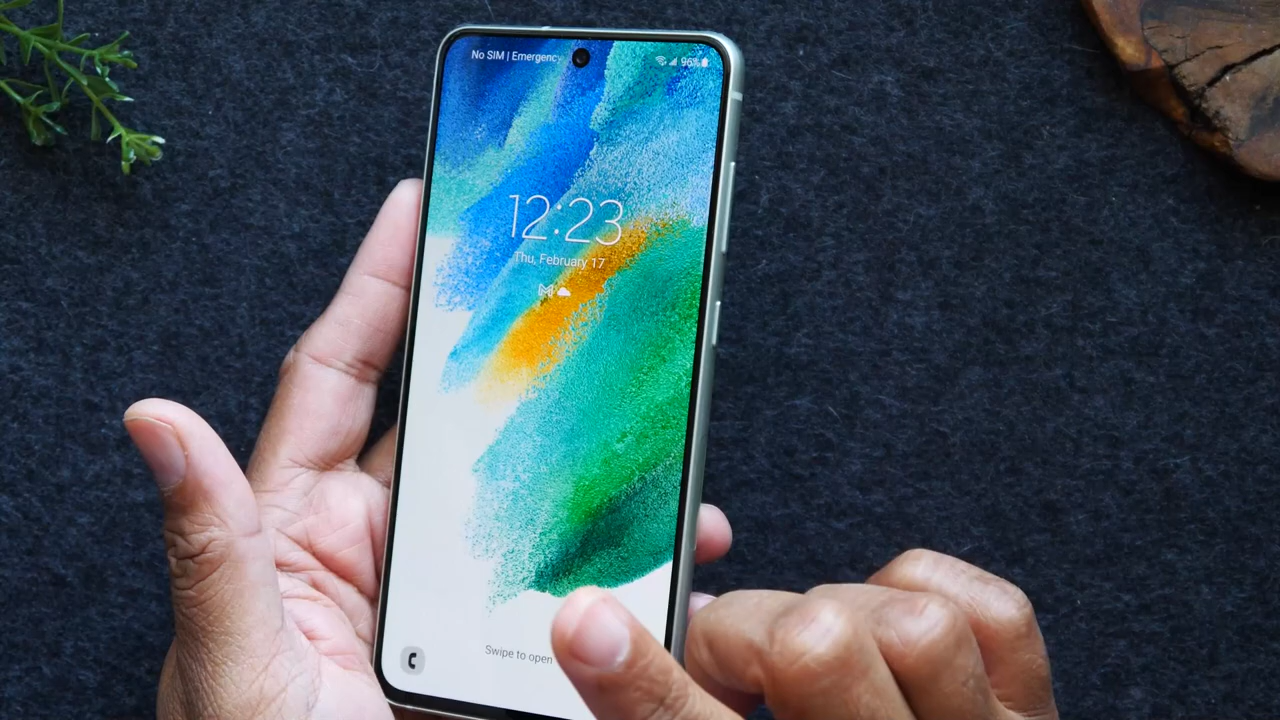 No SIM | Emergency
96%
12:23
Thu, February 17
Swipe to open